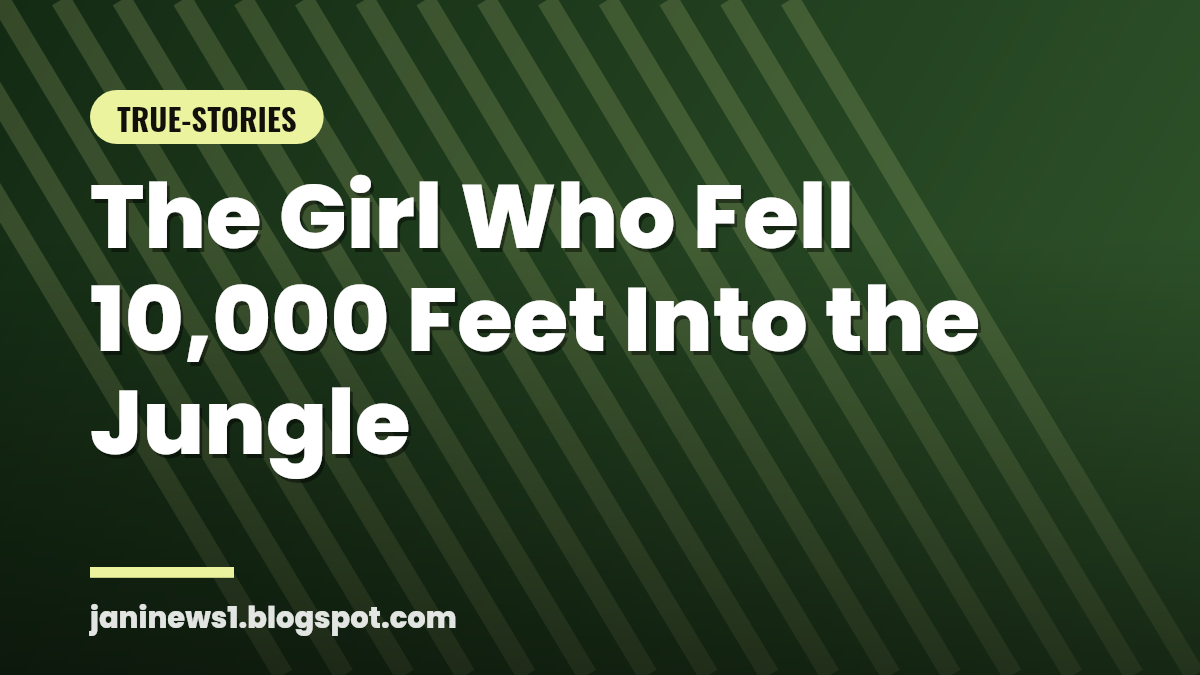 TRUE-STORIES
The Girl Who Fell
10,000 Feet Into the
Jungle
janinews1.blogspot.com